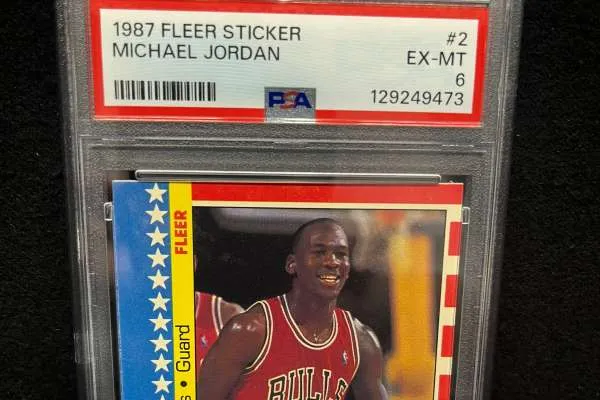 1987 FLEER STICKER #2
MICHAEL JORDAN EX-MT
6
PSA 129249473
FLEER
s • Guard
BULLS